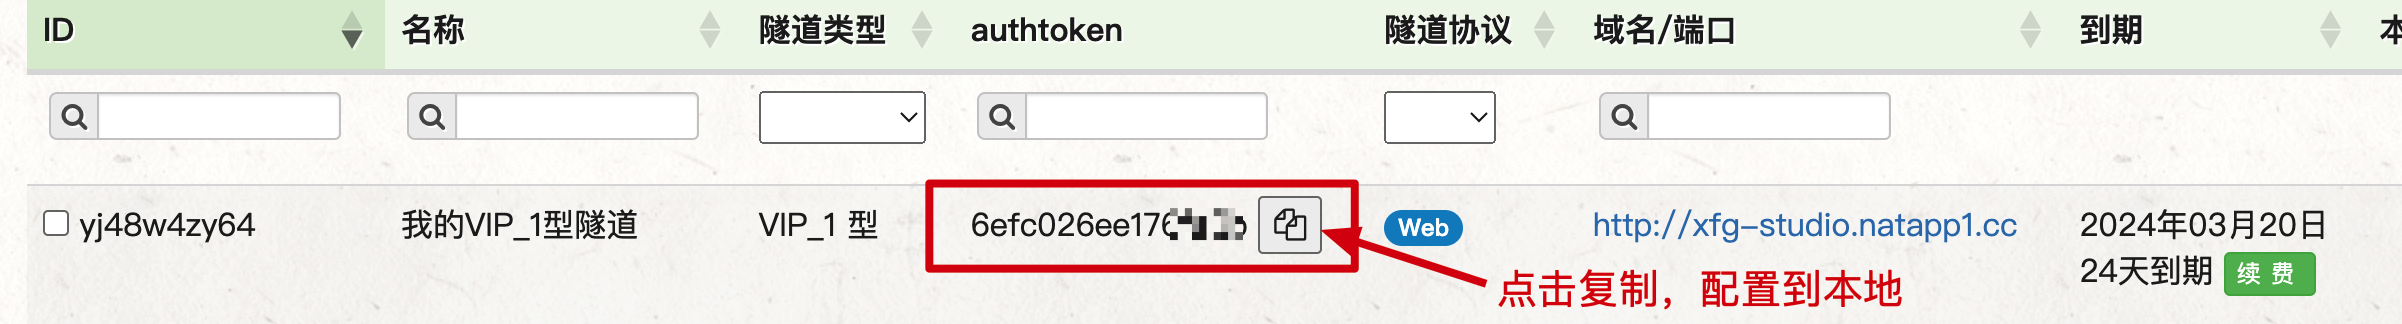 ID 名称 隧道类型 authtoken 隧道协议 域名/端口 到期 本
yj48w4zy64 我的VIP_1型隧道 VIP_1 型 6efc026ee17 Web http://xfg-studio.natapp1.cc 2024年03月20日
24天到期 续 费
点击复制，配置到本地